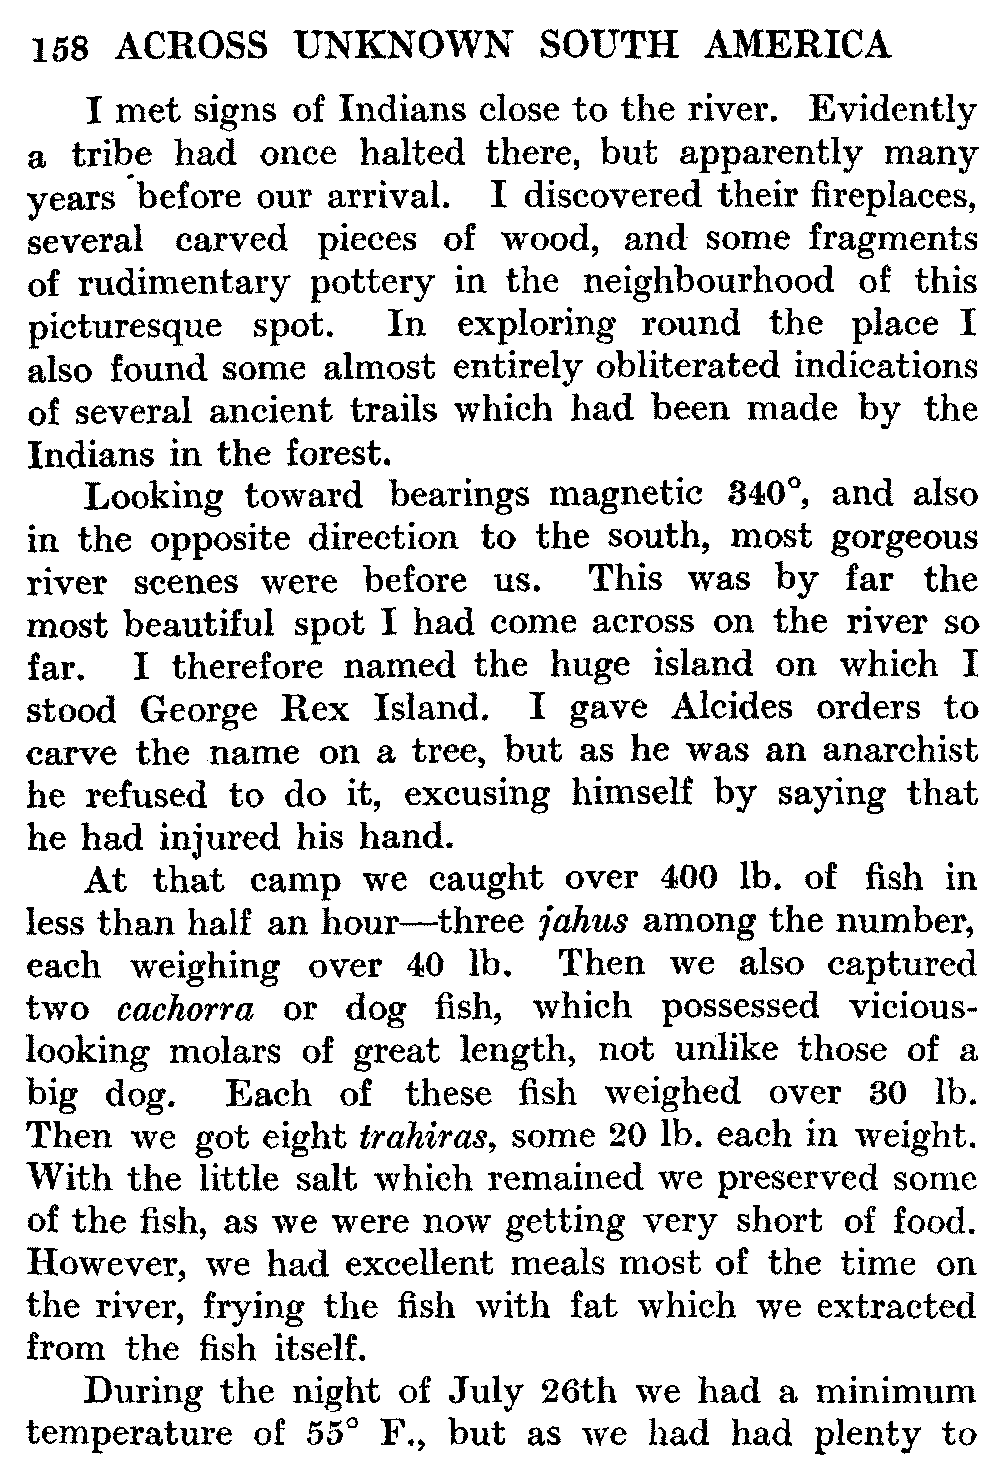 158 ACROSS UNKNOWN SOUTH AMERICA
I met signs of Indians close to the river. Evidently
a tribe had once halted there, but apparently many
years before our arrival. I discovered their fireplaces,
several carved pieces of wood, and some fragments
of rudimentary pottery in the neighbourhood of this
picturesque spot. In exploring round the place I
also found some almost entirely obliterated indications
of several ancient trails which had been made by the
Indians in the forest.
Looking toward bearings magnetic 340°, and also
in the opposite direction to the south, most gorgeous
river scenes were before us. This was by far the
most beautiful spot I had come across on the river so
far. I therefore named the huge island on which I
stood George Rex Island. I gave Alcides orders to
carve the name on a tree, but as he was an anarchist
he refused to do it, excusing himself by saying that
he had injured his hand.
At that camp we caught over 400 lb. of fish in
less than half an hour—three jahus among the number,
each weighing over 40 lb. Then we also captured
two cachorra or dog fish, which possessed vicious-
looking molars of great length, not unlike those of a
big dog. Each of these fish weighed over 30 lb.
Then we got eight trahiras, some 20 lb. each in weight.
With the little salt which remained we preserved some
of the fish, as we were now getting very short of food.
However, we had excellent meals most of the time on
the river, frying the fish with fat which we extracted
from the fish itself.
During the night of July 26th we had a minimum
temperature of 55° F., but as we had had plenty to